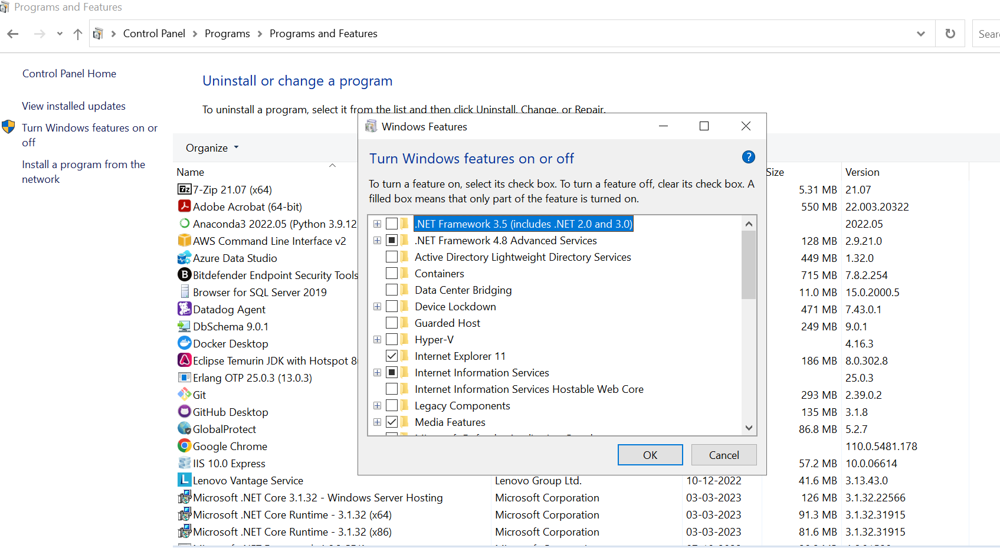 Programs and Features
Control Panel
Programs
Programs and Features
Sear
Control Panel Home
View installed updates
Turn Windows features on or
off
Install a program from the
network
Uninstall or change a program
To uninstall a program, select it from the list and then click Uninstall, Change, or Repair.
Organize
Name
Size
Version
7-Zip 21.07 (x64)
5.31 MB 21.07
Adobe Acrobat (64-bit)
550 MB 22.003.20322
Anaconda3 2022.05 (Python 3.9.12
2022.05
AWS Command Line Interface v2
128 MB 2.9.21.0
Azure Data Studio
449 MB 1.32.0
Bitdefender Endpoint Security Tools
715 MB 7.8.2.254
Browser for SQL Server 2019
11.0 MB 15.0.2000.5
Datadog Agent
471 MB 7.43.0.1
DbSchema 9.0.1
249 MB 9.0.1
Docker Desktop
4.16.3
Eclipse Temurin JDK with Hotspot 8
186 MB 8.0.302.8
Erlang OTP 25.0.3 (13.0.3)
25.0.3
Git
293 MB 2.39.0.2
GitHub Desktop
135 MB 3.1.8
GlobalProtect
86.8 MB 5.2.7
Google Chrome
110.0.5481.178
IIS 10.0 Express
57.2 MB 10.0.06614
Lenovo Vantage Service Lenovo Group Ltd. 10-12-2022 41.6 MB 3.13.43.0
Microsoft .NET Core 3.1.32 - Windows Server Hosting Microsoft Corporation 03-03-2023 126 MB 3.1.32.22566
Microsoft .NET Core Runtime - 3.1.32 (x64) Microsoft Corporation 03-03-2023 91.3 MB 3.1.32.31915
Microsoft .NET Core Runtime - 3.1.32 (x86) Microsoft Corporation 03-03-2023 81.6 MB 3.1.32.31915
Windows Features
Turn Windows features on or off
To turn a feature on, select its check box. To turn a feature off, clear its check box. A
filled box means that only part of the feature is turned on.
.NET Framework 3.5 (includes .NET 2.0 and 3.0)
.NET Framework 4.8 Advanced Services
Active Directory Lightweight Directory Services
Containers
Data Center Bridging
Device Lockdown
Guarded Host
Hyper-V
Internet Explorer 11
Internet Information Services
Internet Information Services Hostable Web Core
Legacy Components
Media Features
OK
Cancel